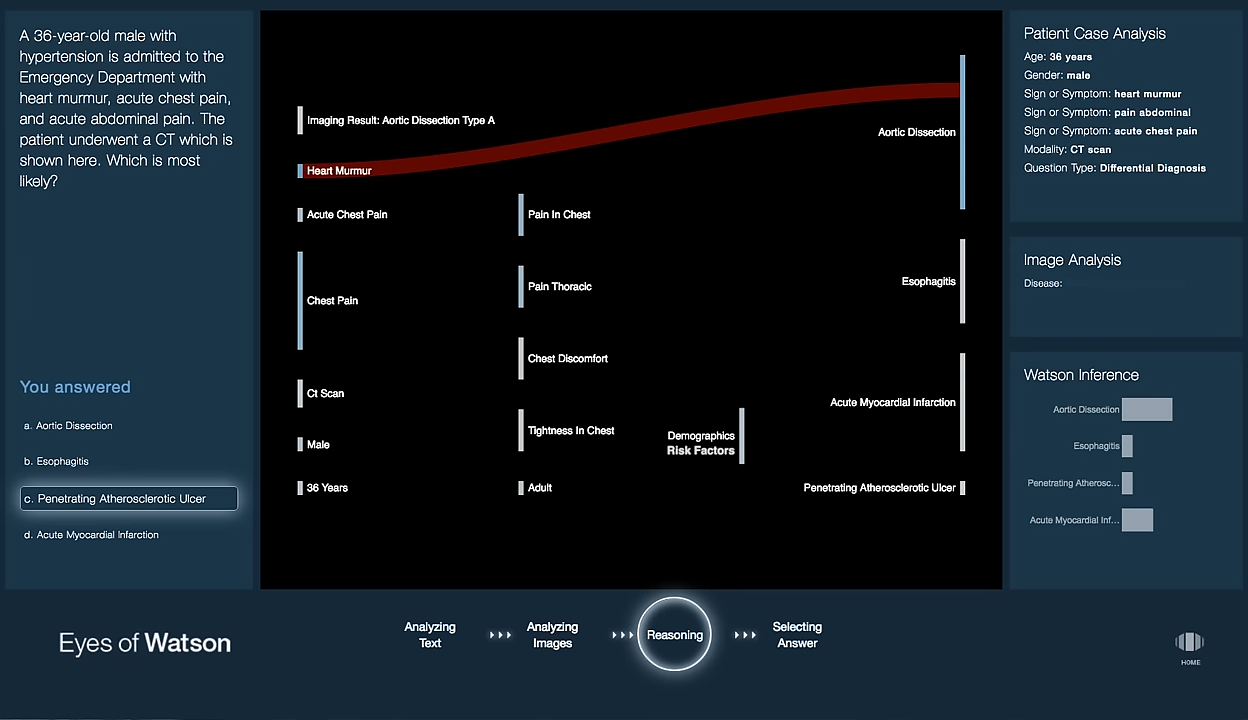 A 36-year-old male with
hypertension is admitted to the
Emergency Department with
heart murmur, acute chest pain,
and acute abdominal pain. The
patient underwent a CT which is
shown here. Which is most
likely?
You answered
a. Aortic Dissection
b. Esophagitis
c. Penetrating Atherosclerotic Ulcer
d. Acute Myocardial Infarction
Imaging Result: Aortic Dissection Type A
Heart Murmur
Acute Chest Pain
Chest Pain
Ct Scan
Male
36 Years
Pain In Chest
Pain Thoracic
Chest Discomfort
Tightness In Chest
Adult
Demographics
Risk Factors
Aortic Dissection
Esophagitis
Acute Myocardial Infarction
Penetrating Atherosclerotic Ulcer
Patient Case Analysis
Age: 36 years
Gender: male
Sign or Symptom: heart murmur
Sign or Symptom: pain abdominal
Sign or Symptom: acute chest pain
Modality: CT scan
Question Type: Differential Diagnosis
Image Analysis
Disease:
Watson Inference
Aortic Dissection
Esophagitis
Penetrating Atherosc...
Acute Myocardial Inf...
Eyes of Watson
Analyzing
Text
Analyzing
Images
Reasoning
Selecting
Answer
HOME